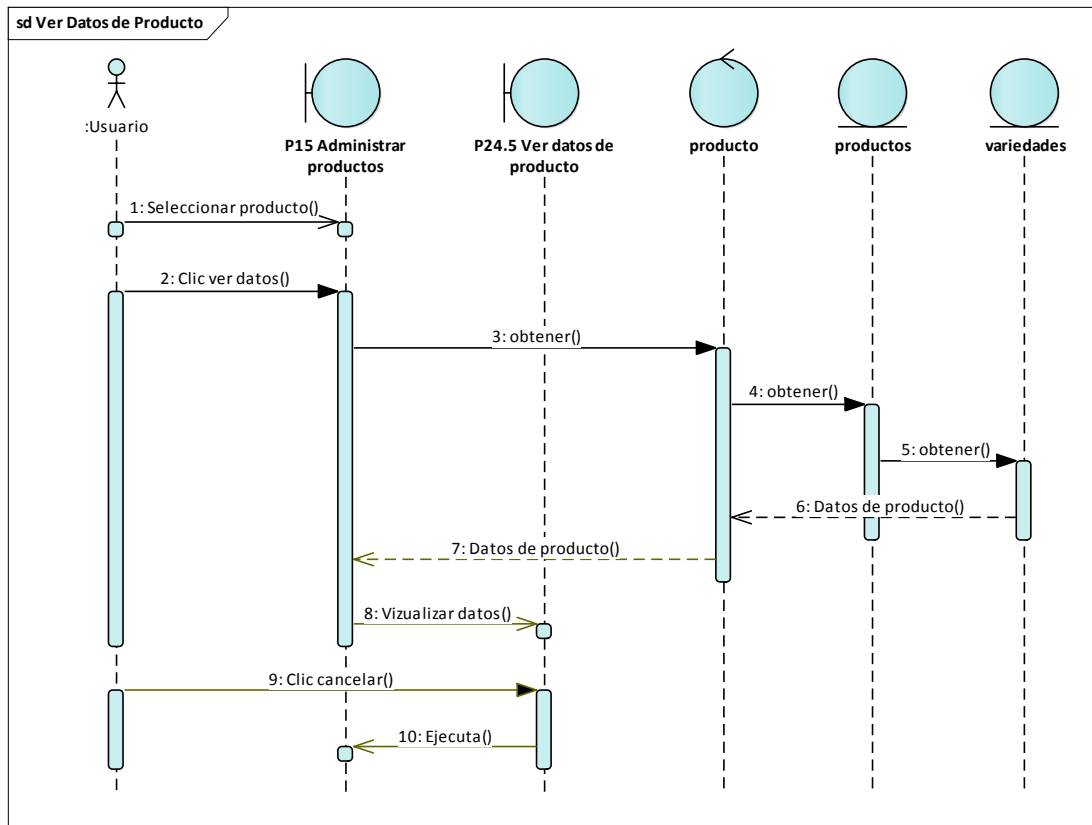 sd Ver Datos de Producto
:Usuario
P15 Administrar
productos
P24.5 Ver datos de
producto
producto
productos
variedades
1: Seleccionar producto()
2: Clic ver datos()
3: obtener()
4: obtener()
5: obtener()
6: Datos de producto()
7: Datos de producto()
8: Vizualizar datos()
9: Clic cancelar()
10: Ejecuta()